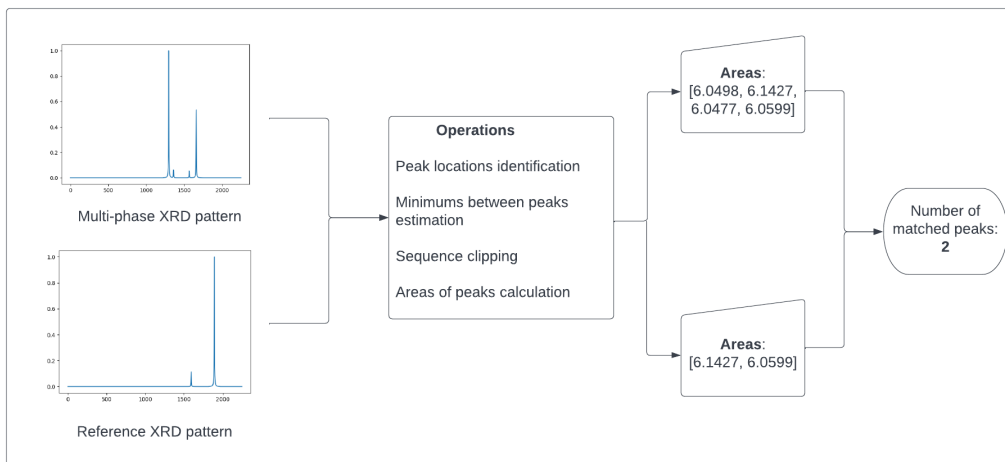 1.0
0.8
0.6
0.4
0.2
0.0
0 500 1000 1500 2000
Multi-phase XRD pattern
1.0
0.8
0.6
0.4
0.2
0.0
0 500 1000 1500 2000
Reference XRD pattern
Operations
Peak locations identification
Minimums between peaks
estimation
Sequence clipping
Areas of peaks calculation
Areas:
[6.0498, 6.1427,
6.0477, 6.0599]
Areas:
[6.1427, 6.0599]
Number of
matched peaks:
2